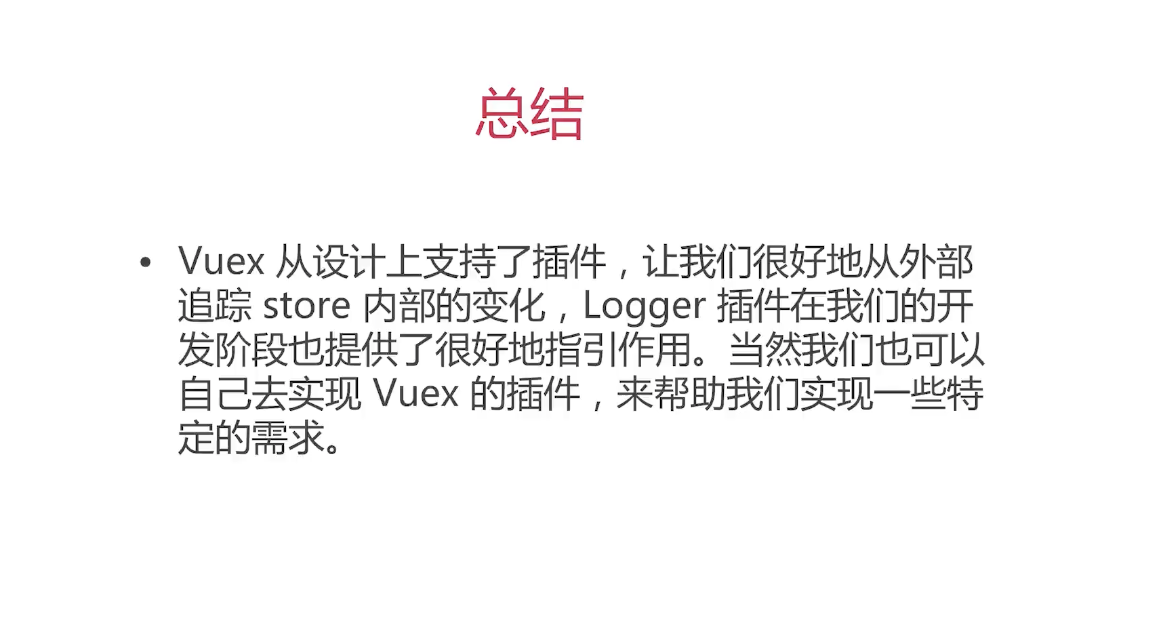 总结
• Vuex 从设计上支持了插件，让我们很好地从外部
追踪 store 内部的变化，Logger 插件在我们的开
发阶段也提供了很好地指引作用。当然我们也可以
自己去实现 Vuex 的插件，来帮助我们实现一些特
定的需求。